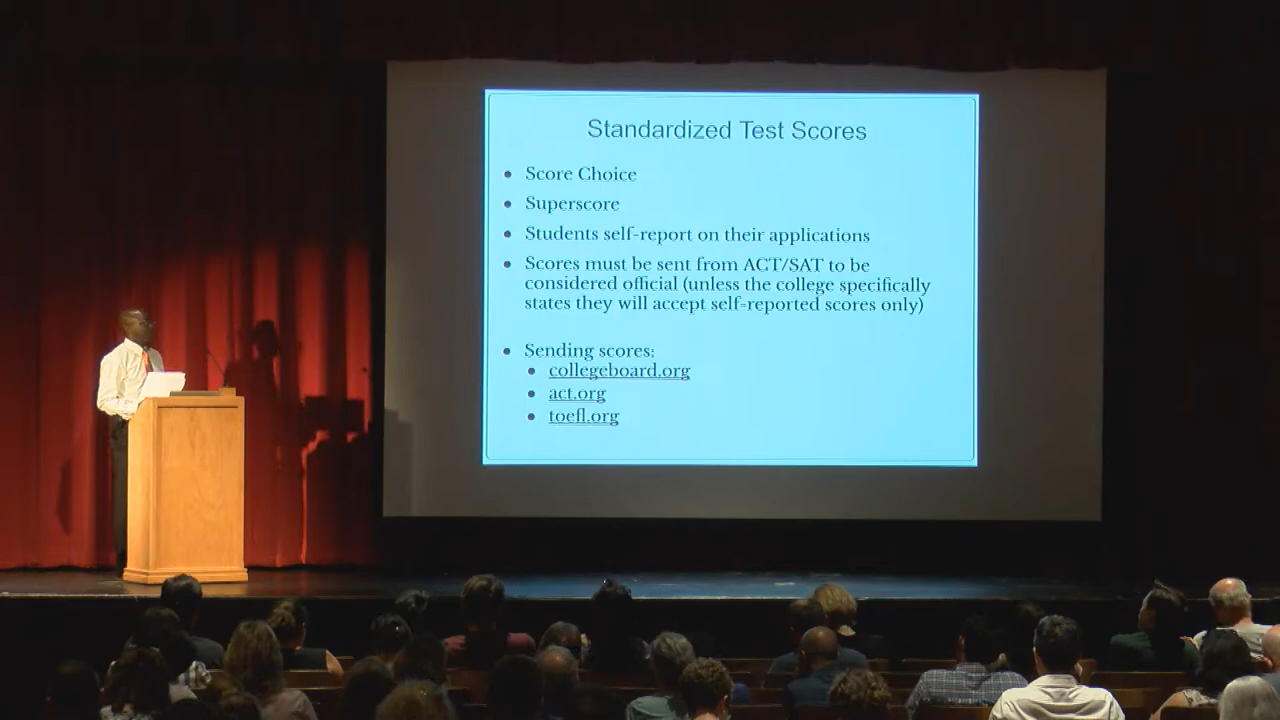 Standardized Test Scores
Score Choice
Superscore
Students self-report on their applications
Scores must be sent from ACT/SAT to be
considered official (unless the college specifically
states they will accept self-reported scores only)
Sending scores:
collegeboard.org
act.org
toefl.org